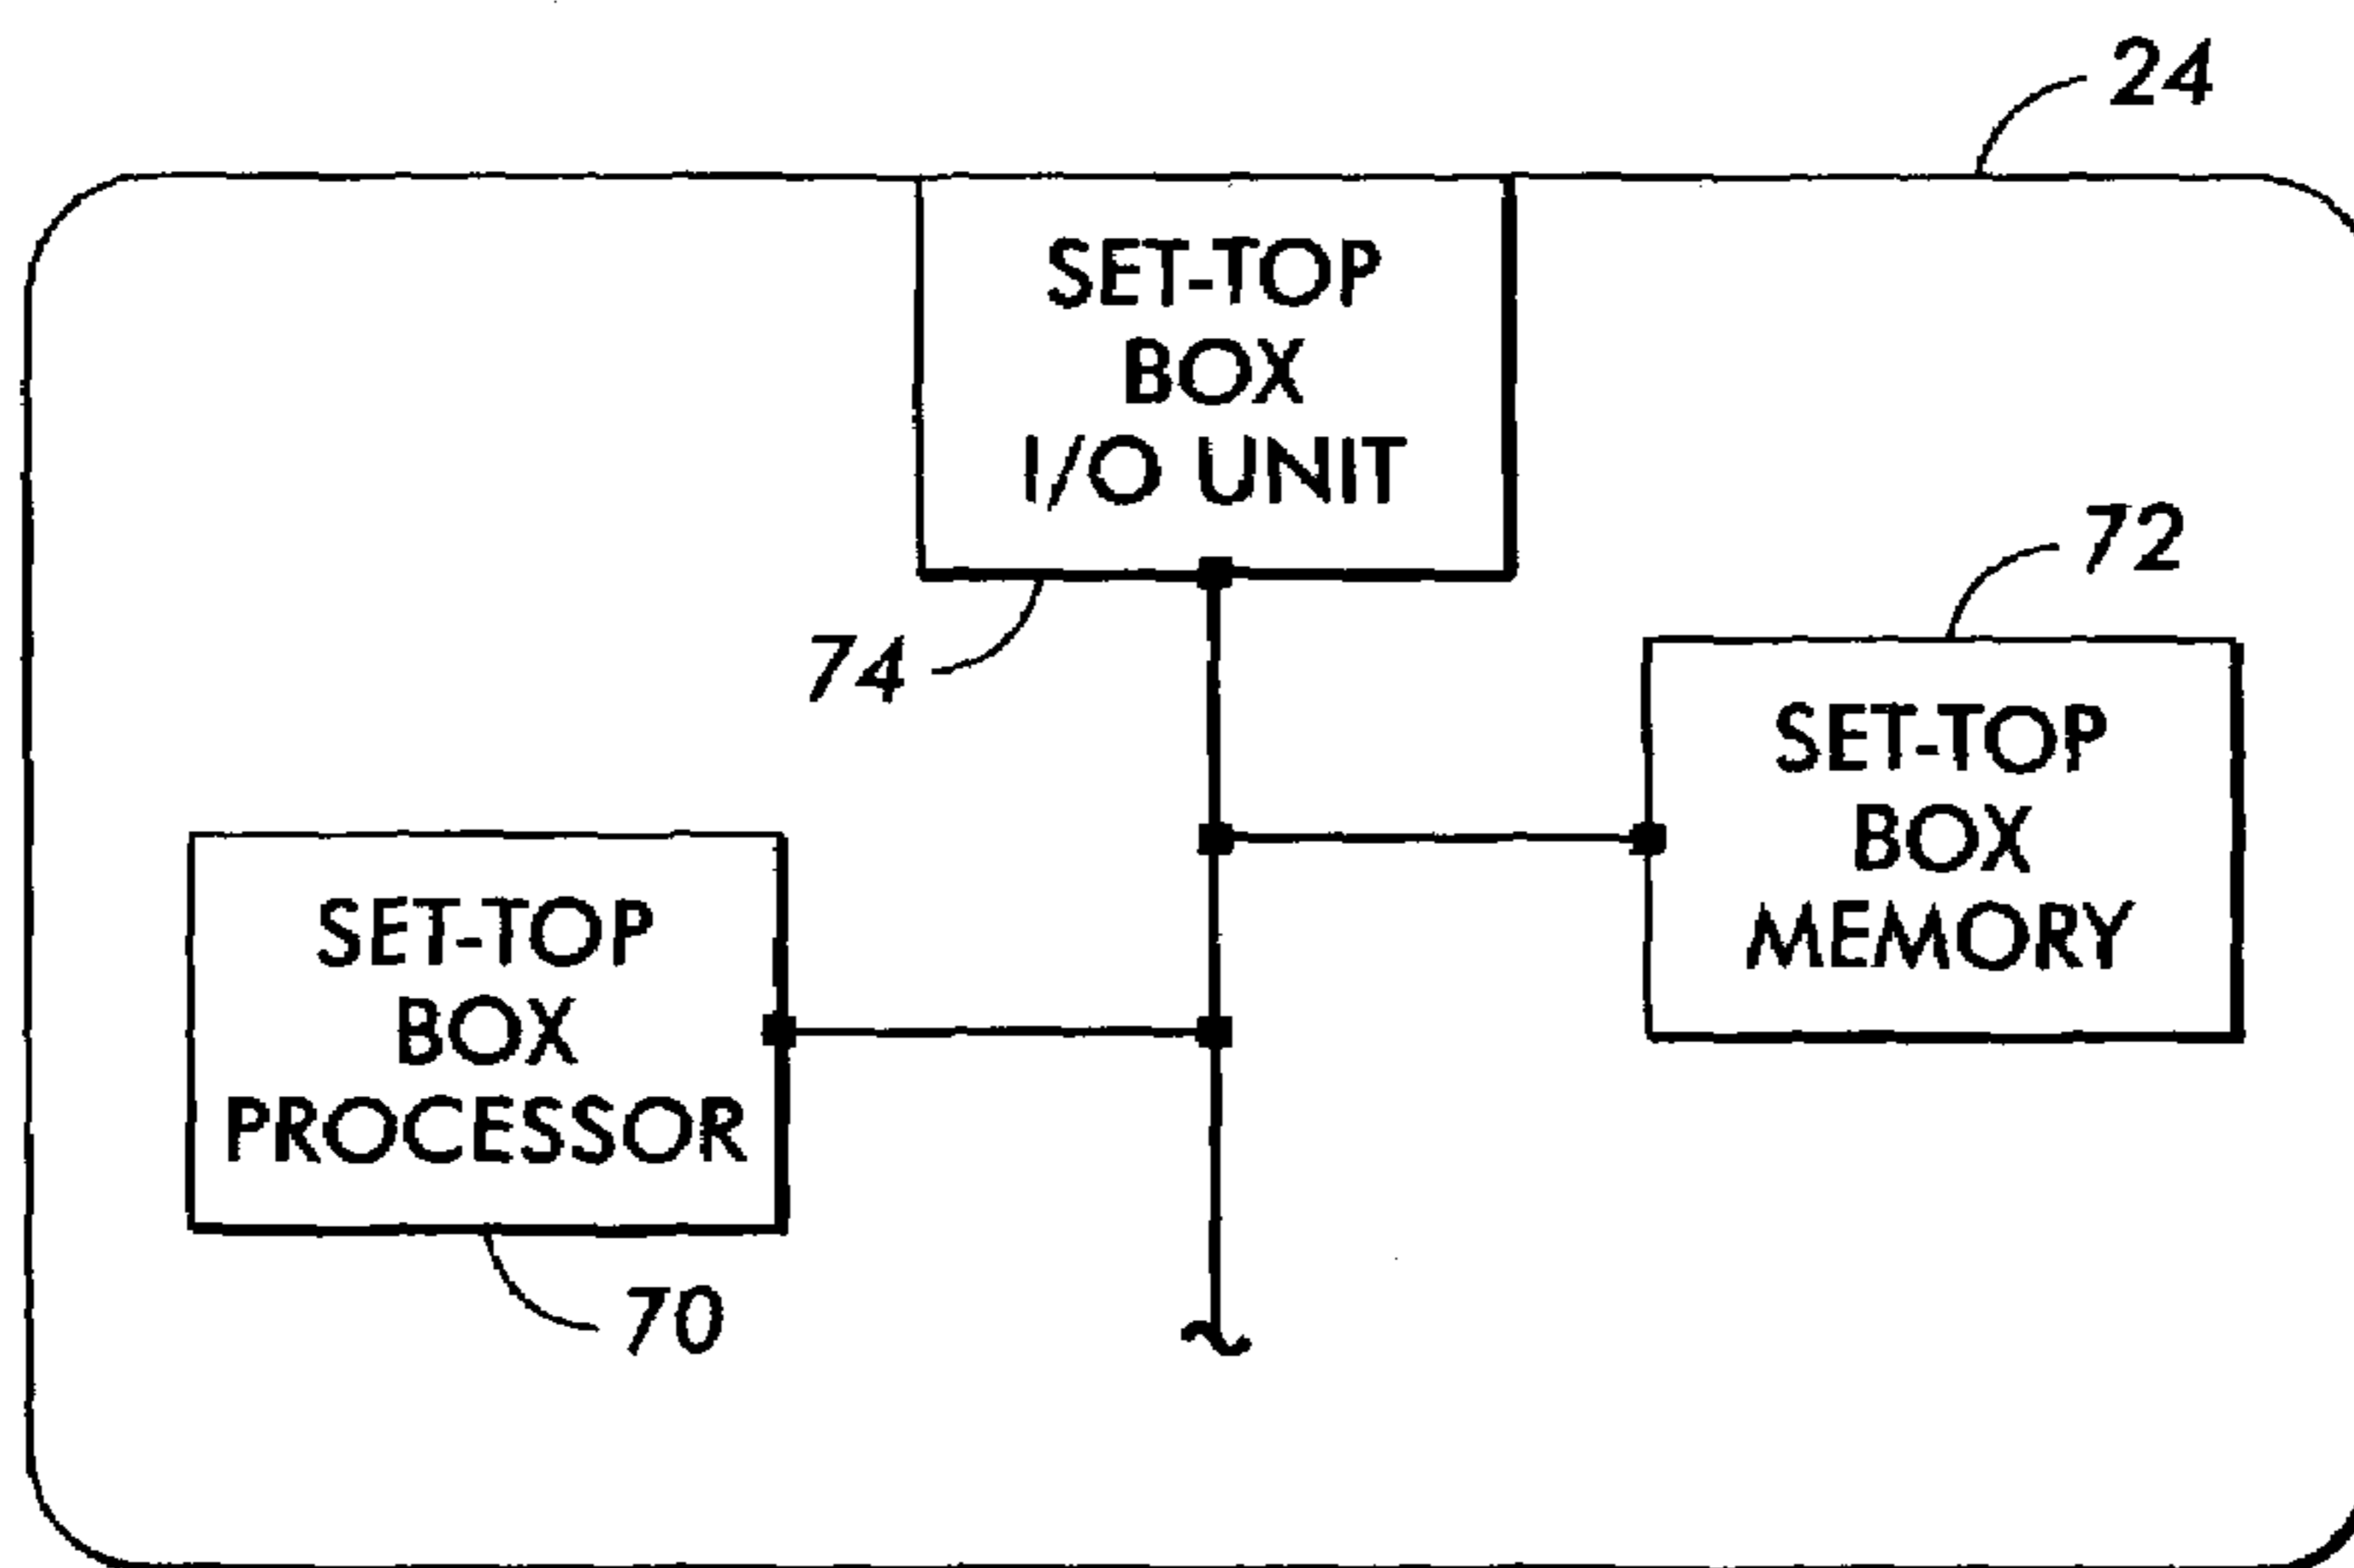 24
SET-TOP
BOX
I/O UNIT
72
74
SET-TOP
BOX
MEMORY
SET-TOP
BOX
PROCESSOR
70